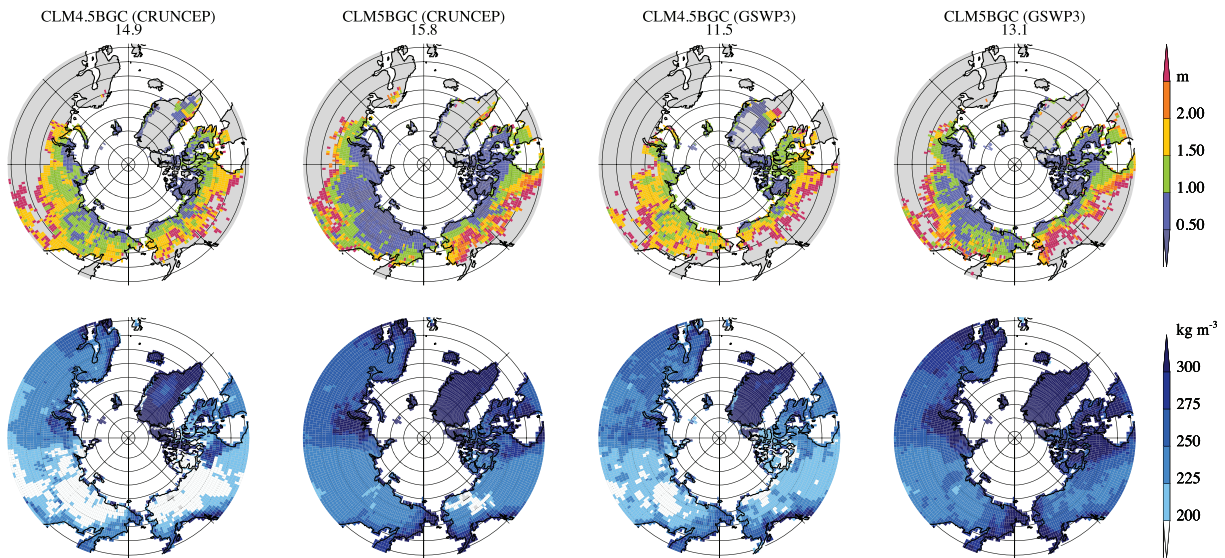 CLM4.5BGC (CRUNCEP)
14.9
CLM5BGC (CRUNCEP)
15.8
CLM4.5BGC (GSWP3)
11.5
CLM5BGC (GSWP3)
13.1
m
2.00
1.50
1.00
0.50
kg m⁻³
300
275
250
225
200